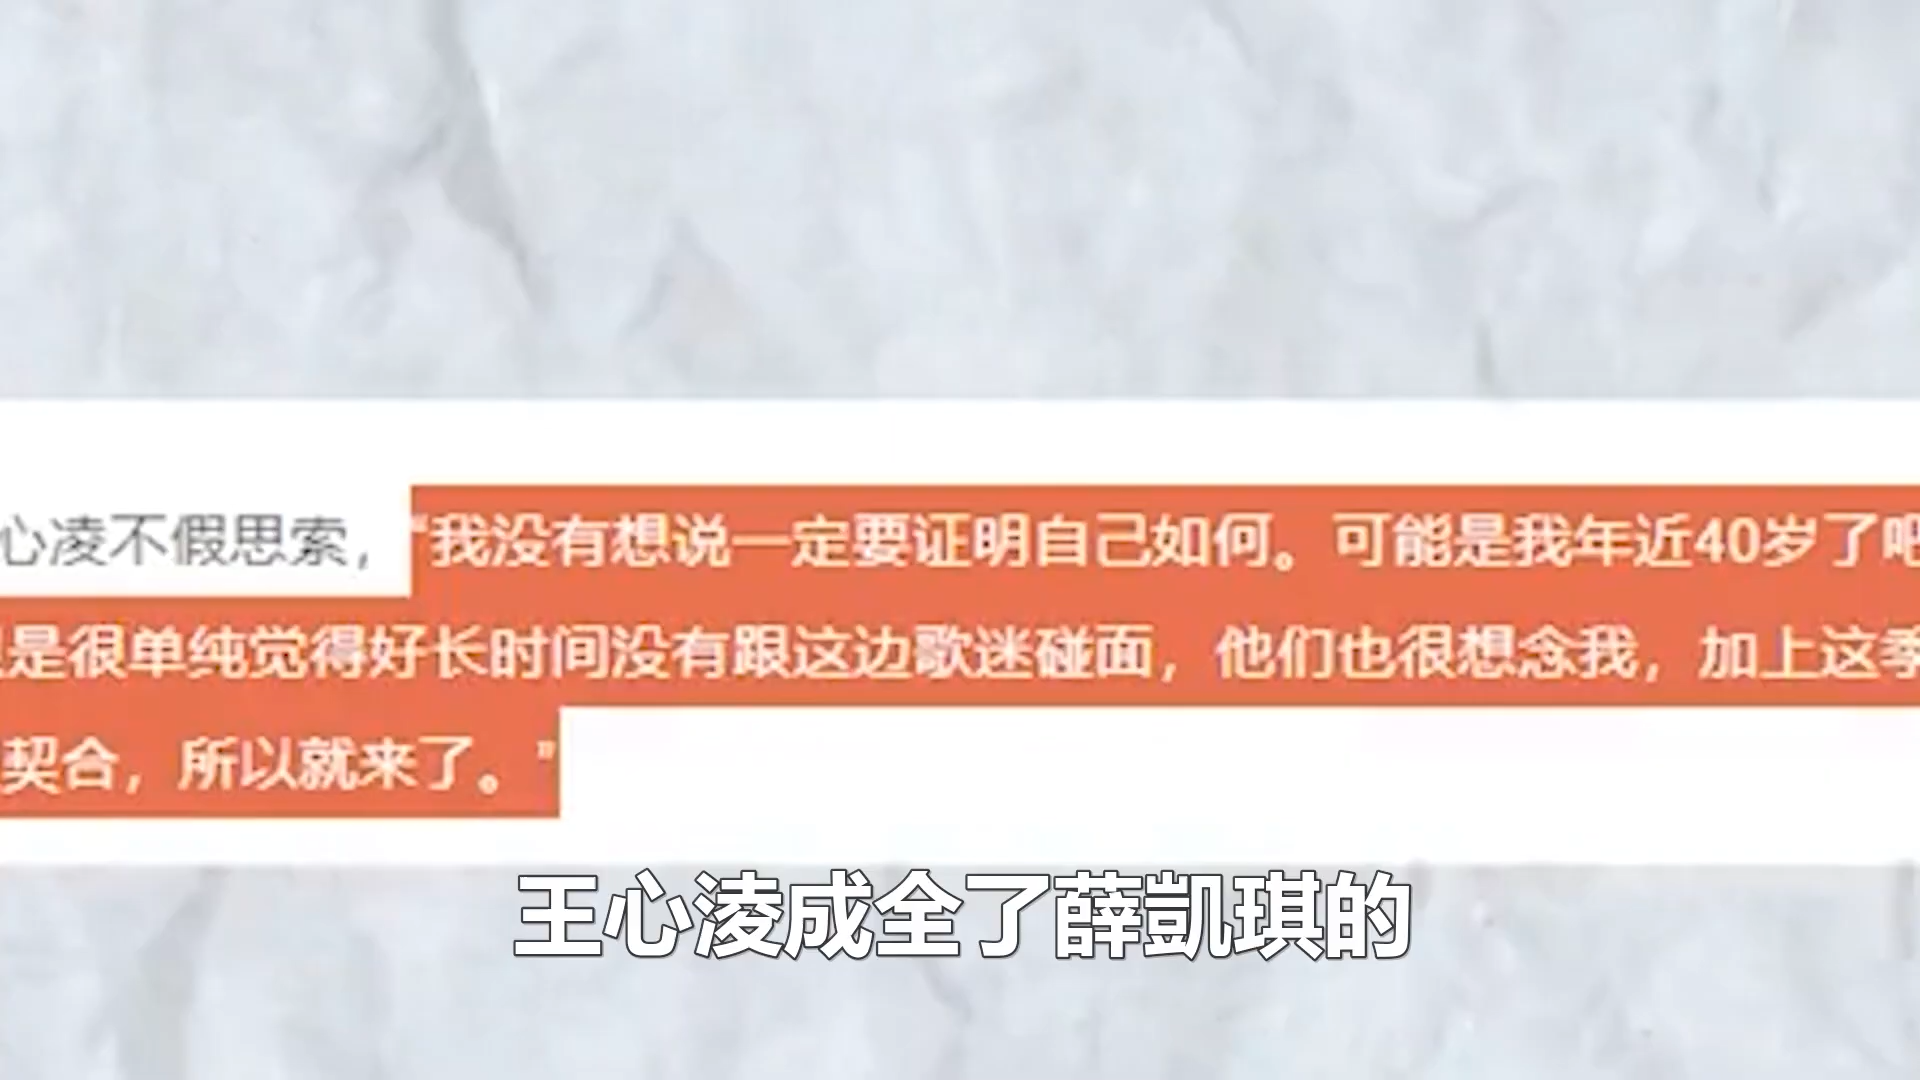 心凌不假思索，“我没有想说一定要证明自己如何。可能是我年近40岁了吧
是很单纯觉得好长时间没有跟这边歌迷碰面，他们也很想念我，加上这季
契合，所以就来了。”
王心淩成全了薛凱琪的